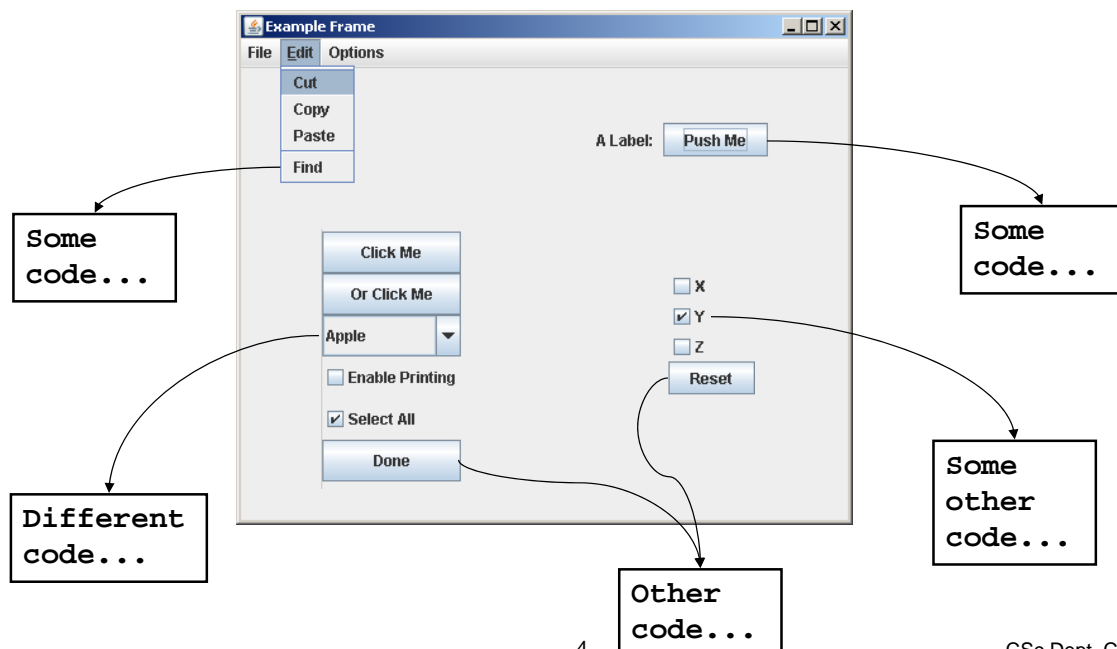 Example Frame
File Edit Options
Cut
Copy
Paste
Find
A Label: Push Me
Some
code...
Some
code...
Click Me
Or Click Me
Apple
Enable Printing
Select All
Done
X
Y
Z
Reset
Different
code...
Some
other
code...
Other
code...
4
CSc Dept, C